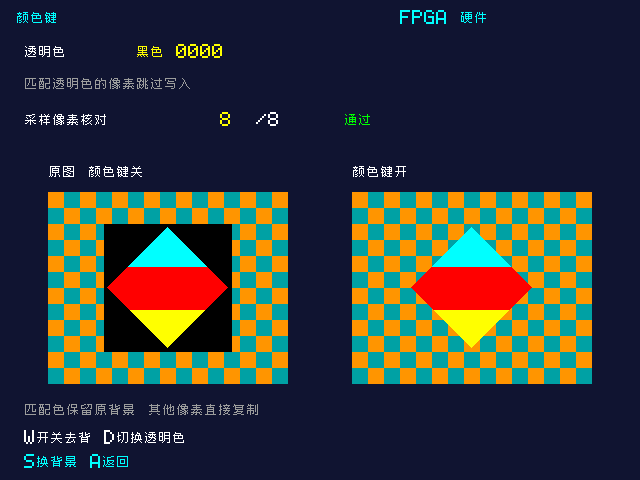 颜色键 FPGA 硬件
透明色 黑色 0000
匹配透明色的像素跳过写入
采样像素核对 8 /8 通过
原图 颜色键关 颜色键开
匹配色保留原背景 其他像素直接复制
W开关去背 D切换透明色
S换背景 A返回